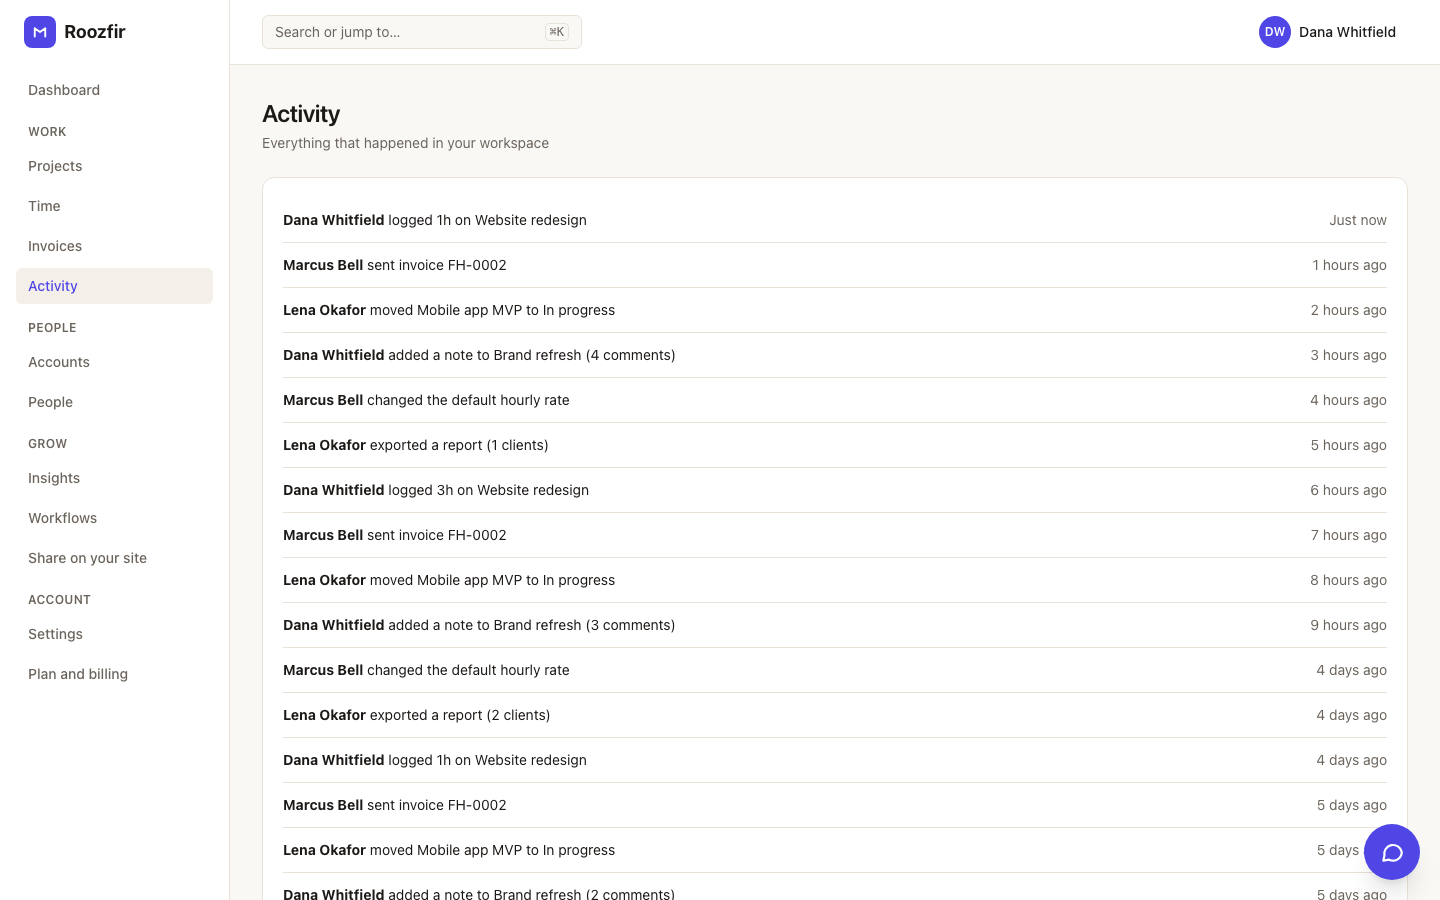 Roozfir
Search or jump to... ⌘K
DW Dana Whitfield
Dashboard
WORK
Projects
Time
Invoices
Activity
PEOPLE
Accounts
People
GROW
Insights
Workflows
Share on your site
ACCOUNT
Settings
Plan and billing
Activity
Everything that happened in your workspace
Dana Whitfield logged 1h on Website redesign Just now
Marcus Bell sent invoice FH-0002 1 hours ago
Lena Okafor moved Mobile app MVP to In progress 2 hours ago
Dana Whitfield added a note to Brand refresh (4 comments) 3 hours ago
Marcus Bell changed the default hourly rate 4 hours ago
Lena Okafor exported a report (1 clients) 5 hours ago
Dana Whitfield logged 3h on Website redesign 6 hours ago
Marcus Bell sent invoice FH-0002 7 hours ago
Lena Okafor moved Mobile app MVP to In progress 8 hours ago
Dana Whitfield added a note to Brand refresh (3 comments) 9 hours ago
Marcus Bell changed the default hourly rate 4 days ago
Lena Okafor exported a report (2 clients) 4 days ago
Dana Whitfield logged 1h on Website redesign 4 days ago
Marcus Bell sent invoice FH-0002 5 days ago
Lena Okafor moved Mobile app MVP to In progress 5 days
Dana Whitfield added a note to Brand refresh (2 comments) 5 days ago